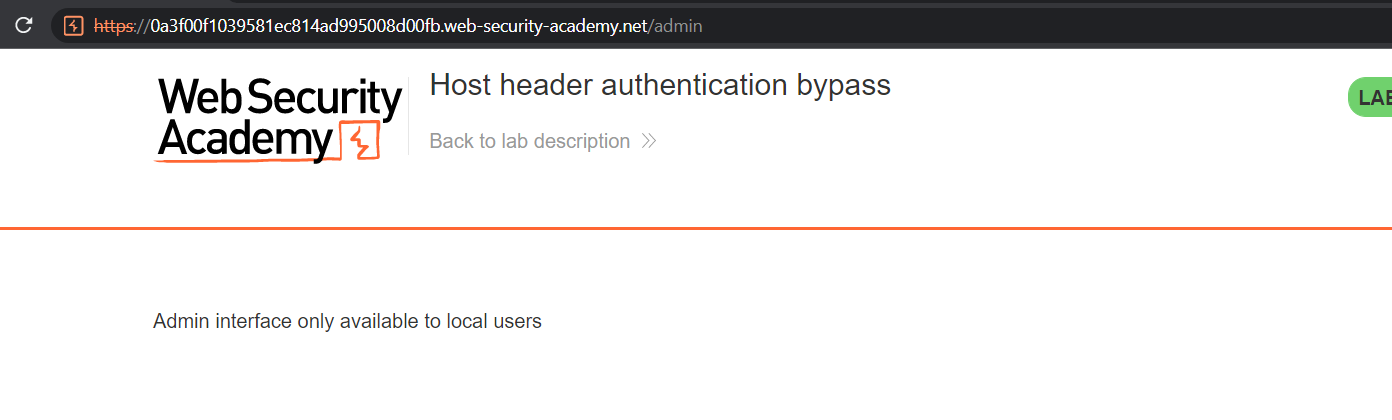 https://0a3f00f1039581ec814ad995008d00fb.web-security-academy.net/admin
Web Security
Academy
Host header authentication bypass
Back to lab description
LAB
Admin interface only available to local users